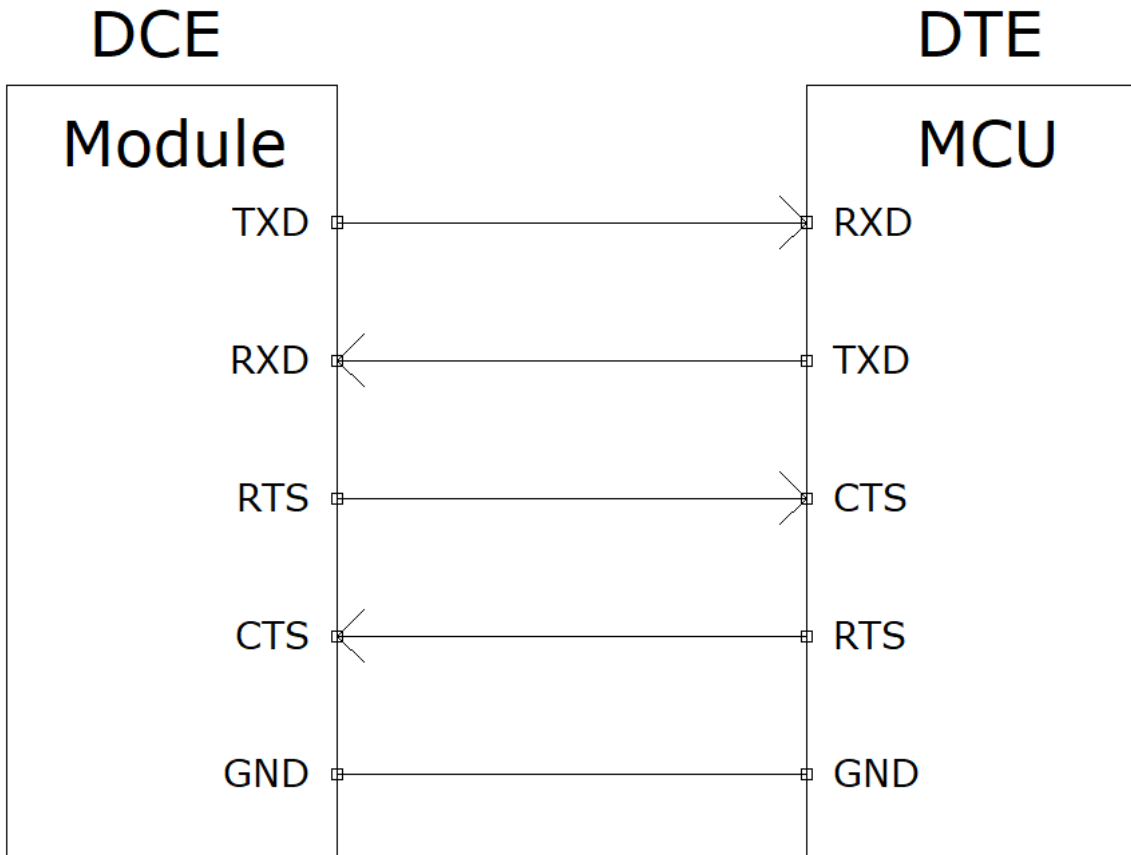 DCE DTE
Module MCU
TXD RXD
RXD TXD
RTS CTS
CTS RTS
GND GND